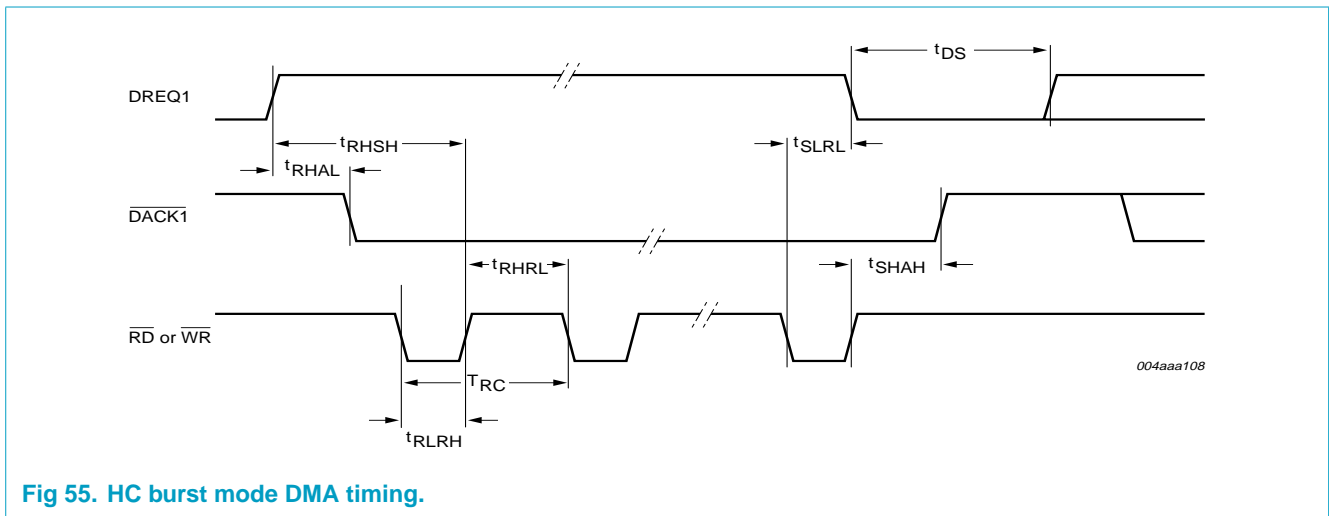 tDS
DREQ1
tRHSH
tSLRL
tRHAL
DACK1
tRHRL
tSHAH
RD or WR
004aaa108
TRC
tRLRH
Fig 55. HC burst mode DMA timing.